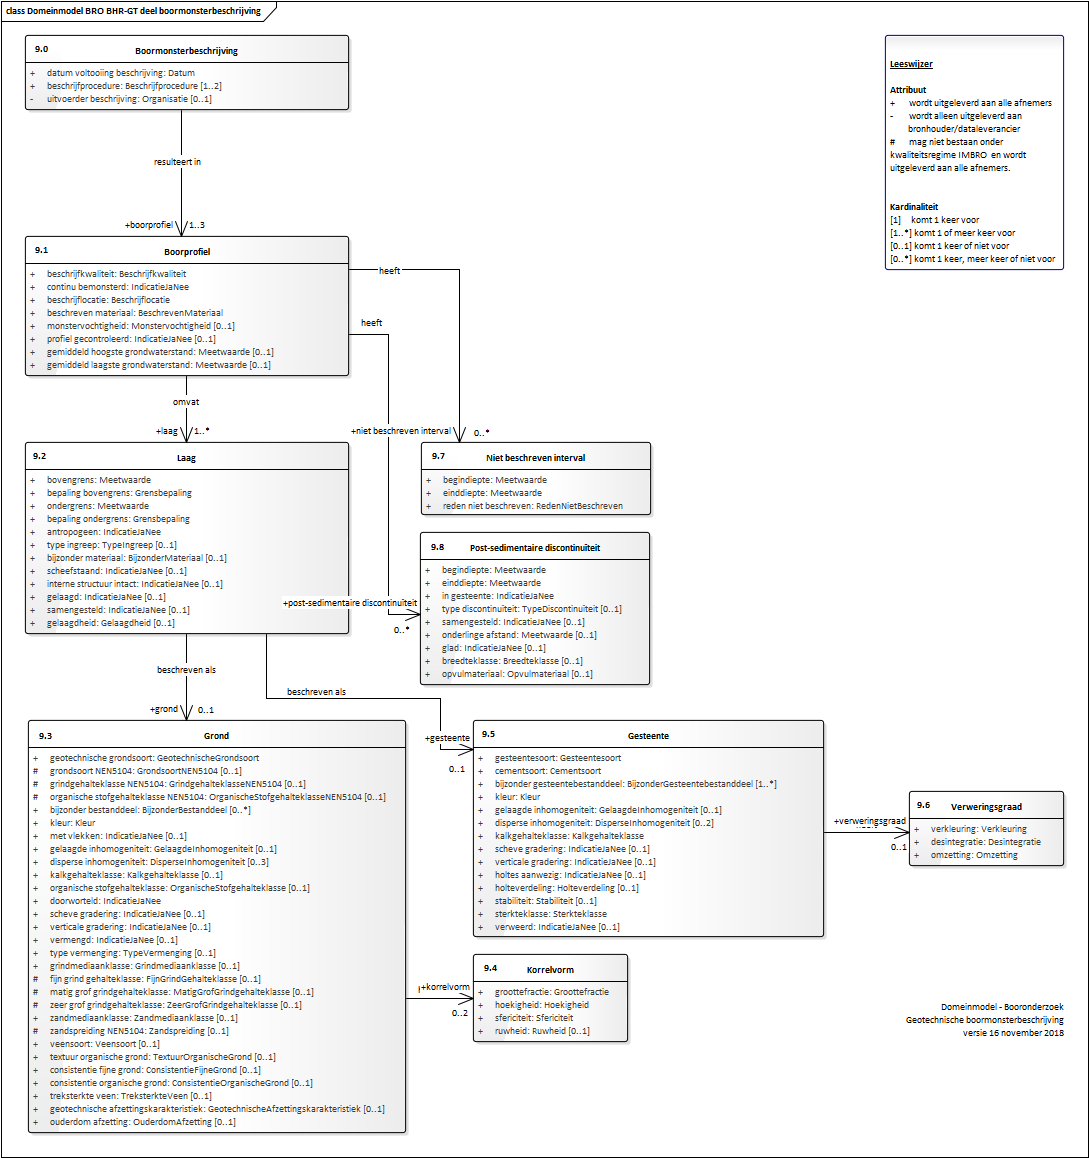 class Domeinmodel BRO BHR-GT deel boormonsterbeschrijving
9.0 Boormonsterbeschrijving
+ datum voltooiing beschrijving: Datum
+ beschrijfprocedure: Beschrijfprocedure [1..2]
- uitvoerder beschrijving: Organisatie [0..1]
Leeswijzer
Attribuut
+ wordt uitgeleverd aan alle afnemers
- wordt alleen uitgeleverd aan
bronhouder/dataleverancier
# mag niet bestaan onder
kwaliteitsregime IMBRO en wordt
uitgeleverd aan alle afnemers.
Kardinaliteit
[1] komt 1 keer voor
[1..*] komt 1 of meer keer voor
[0..1] komt 1 keer of niet voor
[0..*] komt 1 keer, meer keer of niet voor
resulteert in
+boorprofiel 1..3
9.1 Boorprofiel
+ beschrijfkwaliteit: Beschrijfkwaliteit
+ continu bemonsterd: IndicatieJaNee
+ beschrijflocatie: Beschrijflocatie
+ beschreven materiaal: BeschrevenMateriaal
+ monstervochtigheid: Monstervochtigheid [0..1]
+ profiel gecontroleerd: IndicatieJaNee [0..1]
+ gemiddeld hoogste grondwaterstand: Meetwaarde [0..1]
+ gemiddeld laagste grondwaterstand: Meetwaarde [0..1]
heeft
heeft
omvat
+laag 1..*
+niet beschreven interval 0..*
9.2 Laag
+ bovengrens: Meetwaarde
+ bepaling bovengrens: Grensbepaling
+ ondergrens: Meetwaarde
+ bepaling ondergrens: Grensbepaling
+ antropogeen: IndicatieJaNee
+ type ingreep: TypeIngreep [0..1]
+ bijzonder materiaal: BijzonderMateriaal [0..1]
+ scheefstaand: IndicatieJaNee [0..1]
+ interne structuur intact: IndicatieJaNee [0..1]
+ gelaagd: IndicatieJaNee [0..1]
+ samengesteld: IndicatieJaNee [0..1]
+ gelaagdheid: Gelaagdheid [0..1]
9.7 Niet beschreven interval
+ begindiepte: Meetwaarde
+ einddiepte: Meetwaarde
+ reden niet beschreven: RedenNietBeschreven
9.8 Post-sedimentaire discontinuïteit
+ begindiepte: Meetwaarde
+ einddiepte: Meetwaarde
+ in gesteente: IndicatieJaNee
+ type discontinuïteit: TypeDiscontinuïteit [0..1]
+ samengesteld: IndicatieJaNee [0..1]
+ onderlinge afstand: Meetwaarde [0..1]
+ glad: IndicatieJaNee [0..1]
+ breedteklasse: Breedteklasse [0..1]
+ opvulmateriaal: Opvulmateriaal [0..1]
+post-sedimentaire discontinuïteit
0..*
beschreven als
+grond 0..1
beschreven als
+gesteente
0..1
9.3 Grond
+ geotechnische grondsoort: GeotechnischeGrondsoort
# grondsoort NEN5104: GrondsoortNEN5104 [0..1]
# grindgehalteklasse NEN5104: GrindgehalteklasseNEN5104 [0..1]
# organische stofgehalteklasse NEN5104: OrganischeStofgehalteklasseNEN5104 [0..1]
+ bijzonder bestanddeel: BijzonderBestanddeel [0..*]
+ kleur: Kleur
+ met vlekken: IndicatieJaNee [0..1]
+ gelaagde inhomogeniteit: GelaagdeInhomogeniteit [0..1]
+ disperse inhomogeniteit: DisperseInhomogeniteit [0..3]
+ kalkgehalteklasse: Kalkgehalteklasse [0..1]
+ organische stofgehalteklasse: OrganischeStofgehalteklasse [0..1]
+ doorworteld: IndicatieJaNee
+ scheve gradering: IndicatieJaNee [0..1]
+ verticale gradering: IndicatieJaNee [0..1]
+ vermengd: IndicatieJaNee [0..1]
+ type vermenging: TypeVermenging [0..1]
+ grindmediaanklasse: Grindmediaanklasse [0..1]
# fijn grind gehalteklasse: FijnGrindGehalteklasse [0..1]
# matig grof grindgehalteklasse: MatigGrofGrindgehalteklasse [0..1]
# zeer grof grindgehalteklasse: ZeerGrofGrindgehalteklasse [0..1]
+ zandmediaanklasse: Zandmediaanklasse [0..1]
# zandspreiding NEN5104: Zandspreiding [0..1]
+ veensoort: Veensoort [0..1]
+ textuur organische grond: TextuurOrganischeGrond [0..1]
+ consistentie fijne grond: ConsistentieFijneGrond [0..1]
+ consistentie organische grond: ConsistentieOrganischeGrond [0..1]
+ treksterkte veen: TreksterkteVeen [0..1]
+ geotechnische afzettingskarakteristiek: GeotechnischeAfzettingskarakteristiek [0..1]
+ ouderdom afzetting: OuderdomAfzetting [0..1]
9.5 Gesteente
+ gesteentesoort: Gesteentesoort
+ cementsoort: Cementsoort
+ bijzonder gesteentebestanddeel: BijzonderGesteentebestanddeel [1..*]
+ kleur: Kleur
+ gelaagde inhomogeniteit: GelaagdeInhomogeniteit [0..1]
+ disperse inhomogeniteit: DisperseInhomogeniteit [0..2]
+ kalkgehalteklasse: Kalkgehalteklasse
+ scheve gradering: IndicatieJaNee [0..1]
+ verticale gradering: IndicatieJaNee [0..1]
+ holtes aanwezig: IndicatieJaNee [0..1]
+ holteverdeling: Holteverdeling [0..1]
+ stabiliteit: Stabiliteit [0..1]
+ sterkteklasse: Sterkteklasse
+ verweerd: IndicatieJaNee [0..1]
+verweringsgraad
0..1
9.6 Verweringsgraad
+ verkleuring: Verkleuring
+ desintegratie: Desintegratie
+ omzetting: Omzetting
+korrelvorm
0..2
9.4 Korrelvorm
+ groottefractie: Groottefractie
+ hoekigheid: Hoekigheid
+ sfericiteit: Sfericiteit
+ ruwheid: Ruwheid [0..1]
Domeinmodel - Booronderzoek
Geotechnische boormonsterbeschrijving
versie 16 november 2018